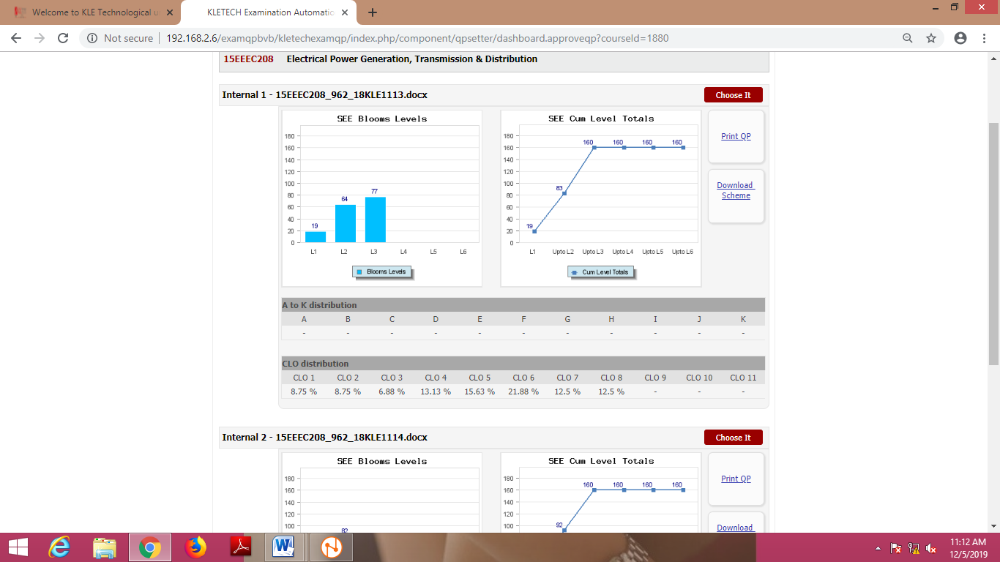 Welcome to KLE Technological u
KLETECH Examination Automatio
Not secure
192.168.2.6/examqpbvb/kletechexamqp/index.php/component/qpsetter/dashboard.approveqp?courseId=1880
15EEEC208 Electrical Power Generation, Transmission & Distribution
Internal 1 - 15EEEC208_962_18KLE1113.docx
Choose It
SEE Blooms Levels
180
160
140
120
100
80
60
40
20
0
19
64
77
L1 L2 L3 L4 L5 L6
Blooms Levels
SEE Cum Level Totals
180
160
140
120
100
80
60
40
20
0
19
83
160 160 160 160
L1 Upto L2 Upto L3 Upto L4 Upto L5 Upto L6
Cum Level Totals
Print QP
Download
Scheme
A to K distribution
A B C D E F G H I J K
- - - - - - - - - - -
CLO distribution
CLO 1 CLO 2 CLO 3 CLO 4 CLO 5 CLO 6 CLO 7 CLO 8 CLO 9 CLO 10 CLO 11
8.75 % 8.75 % 6.88 % 13.13 % 15.63 % 21.88 % 12.5 % 12.5 % - - -
Internal 2 - 15EEEC208_962_18KLE1114.docx
Choose It
SEE Blooms Levels
180
160
140
120
100
82
SEE Cum Level Totals
180
160
140
120
100
92
160 160 160 160
Print QP
Download
11:12 AM
12/5/2019